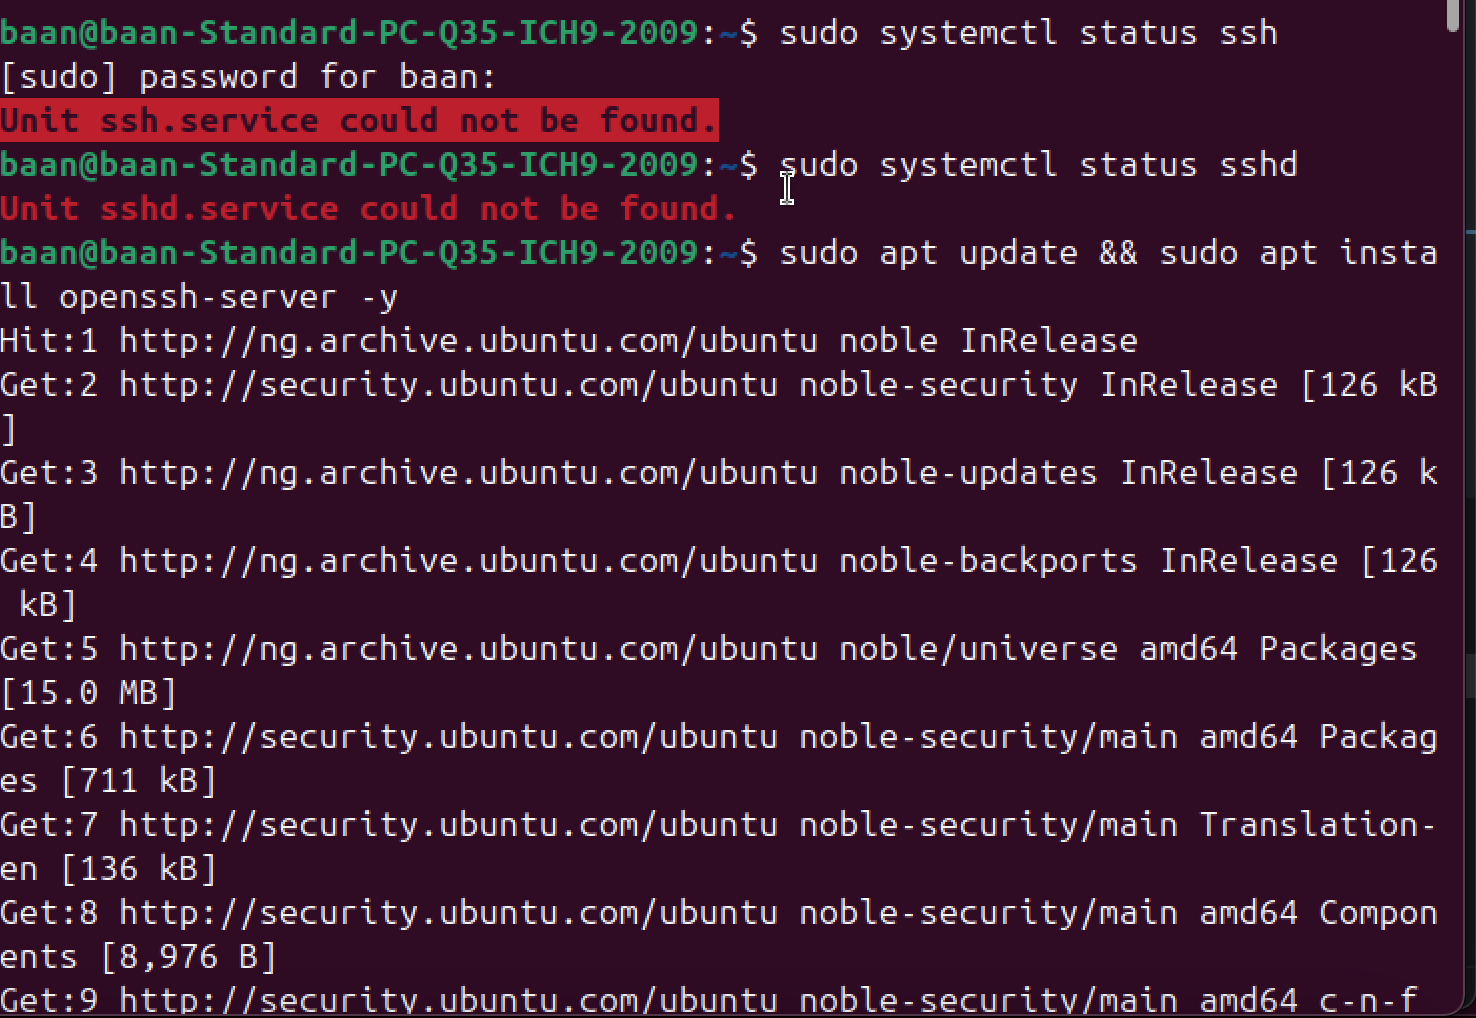 baan@baan-Standard-PC-Q35-ICH9-2009:~$ sudo systemctl status ssh
[sudo] password for baan:
Unit ssh.service could not be found.
baan@baan-Standard-PC-Q35-ICH9-2009:~$ sudo systemctl status sshd
Unit sshd.service could not be found.
baan@baan-Standard-PC-Q35-ICH9-2009:~$ sudo apt update && sudo apt insta
ll openssh-server -y
Hit:1 http://ng.archive.ubuntu.com/ubuntu noble InRelease
Get:2 http://security.ubuntu.com/ubuntu noble-security InRelease [126 kB
]
Get:3 http://ng.archive.ubuntu.com/ubuntu noble-updates InRelease [126 k
B]
Get:4 http://ng.archive.ubuntu.com/ubuntu noble-backports InRelease [126
 kB]
Get:5 http://ng.archive.ubuntu.com/ubuntu noble/universe amd64 Packages
[15.0 MB]
Get:6 http://security.ubuntu.com/ubuntu noble-security/main amd64 Packag
es [711 kB]
Get:7 http://security.ubuntu.com/ubuntu noble-security/main Translation-
en [136 kB]
Get:8 http://security.ubuntu.com/ubuntu noble-security/main amd64 Compon
ents [8,976 B]
Get:9 http://security.ubuntu.com/ubuntu noble-security/main amd64 c-n-f